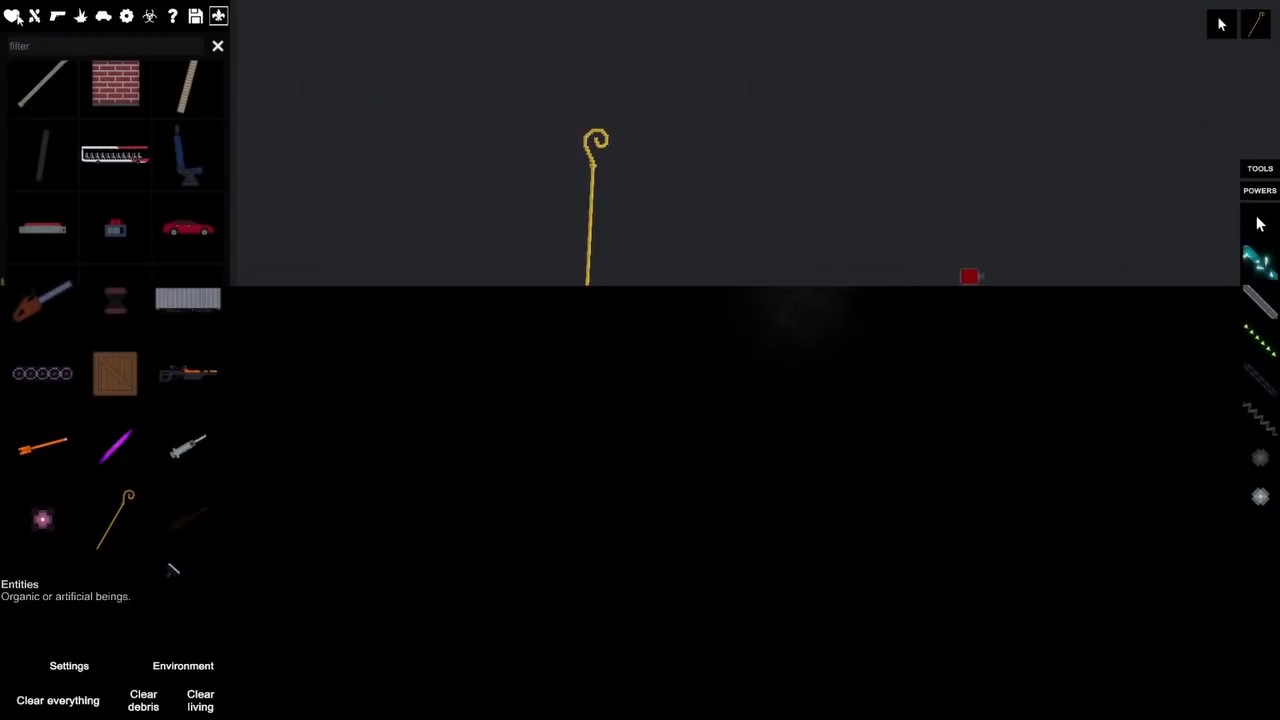 filter
TOOLS
POWERS
Entities
Organic or artificial beings.
Settings
Environment
Clear everything
Clear debris
Clear living